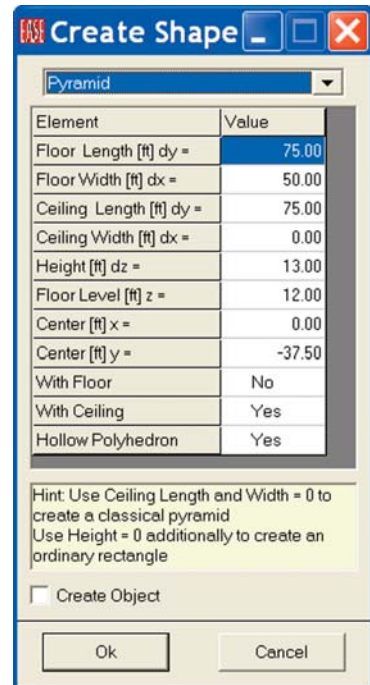 EASE Create Shape
Pyramid
Element Value
Floor Length [ft] dy = 75.00
Floor Width [ft] dx = 50.00
Ceiling Length [ft] dy = 75.00
Ceiling Width [ft] dx = 0.00
Height [ft] dz = 13.00
Floor Level [ft] z = 12.00
Center [ft] x = 0.00
Center [ft] y = -37.50
With Floor No
With Ceiling Yes
Hollow Polyhedron Yes
Hint: Use Ceiling Length and Width = 0 to
create a classical pyramid
Use Height = 0 additionally to create an
ordinary rectangle
Create Object
Ok Cancel